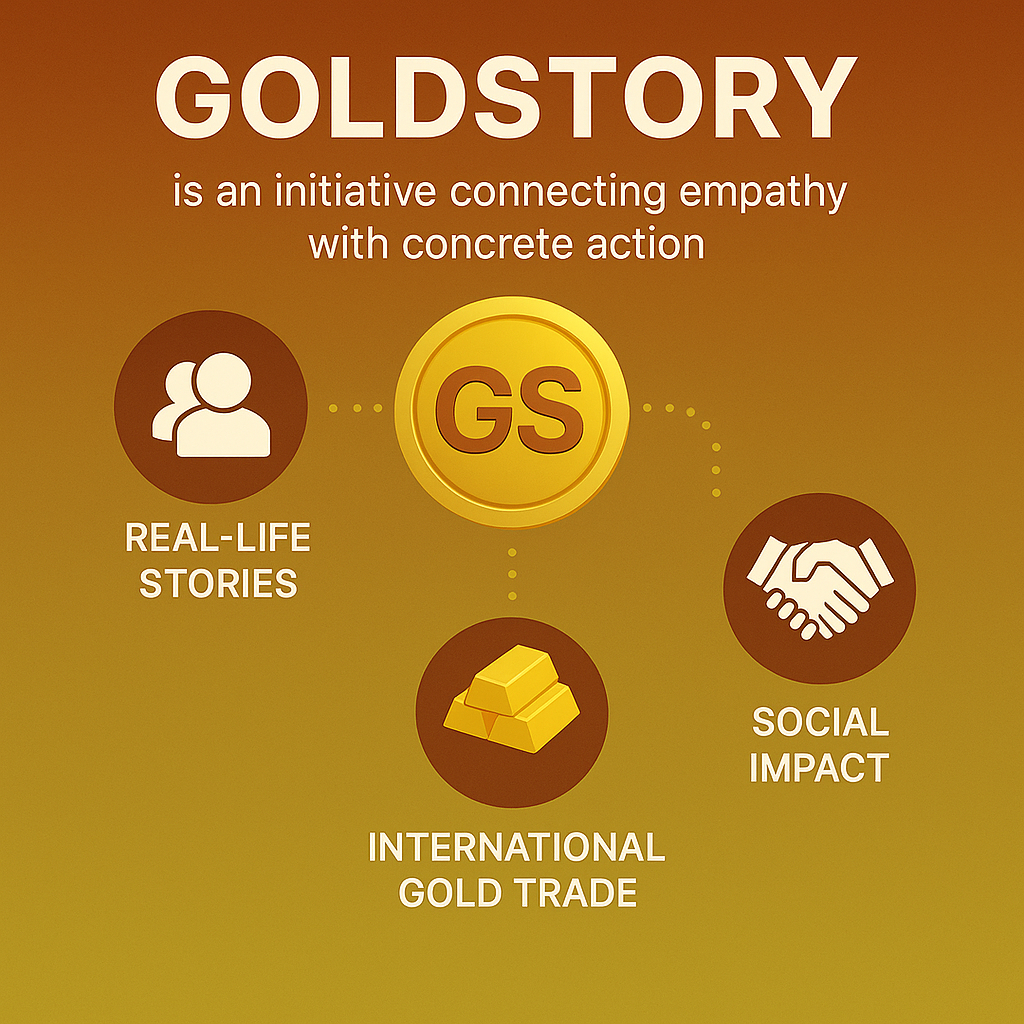 GOLDSTORY
is an initiative connecting empathy
with concrete action
GS
REAL-LIFE
STORIES
SOCIAL
IMPACT
INTERNATIONAL
GOLD TRADE